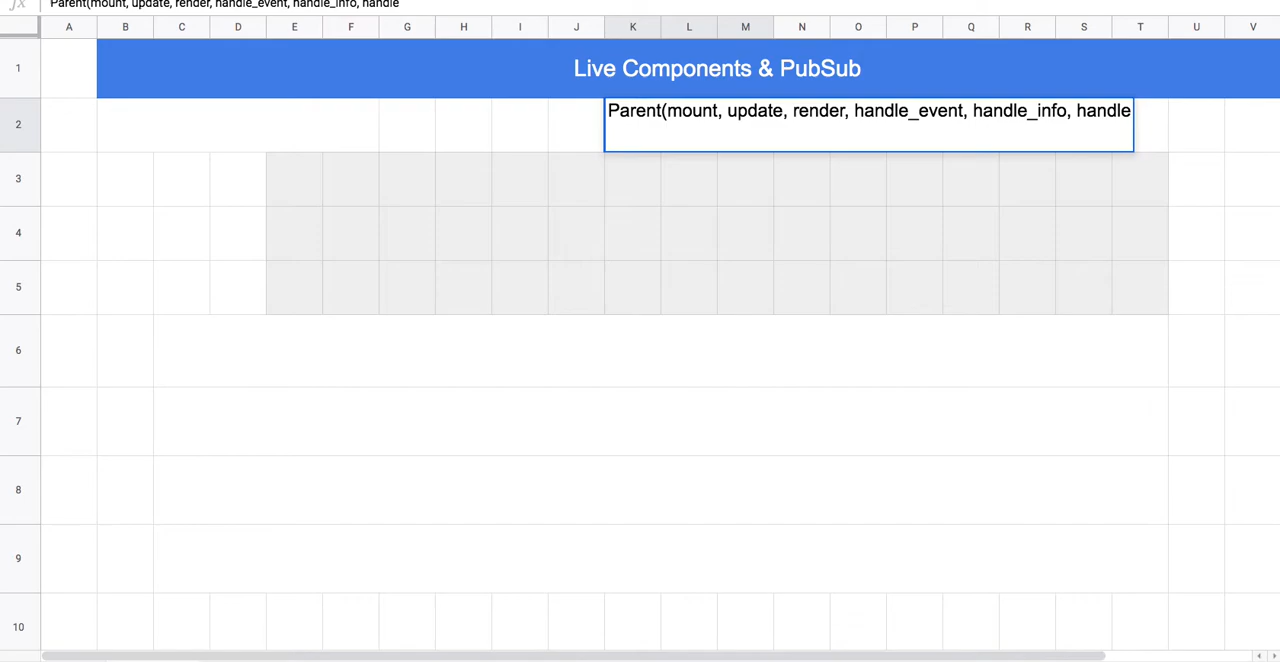 fx Parent(mount, update, render, handle_event, handle_info, handle
A B C D E F G H I J K L M N O P Q R S T U V
1 Live Components & PubSub
2 Parent(mount, update, render, handle_event, handle_info, handle
3
4
5
6
7
8
9
10